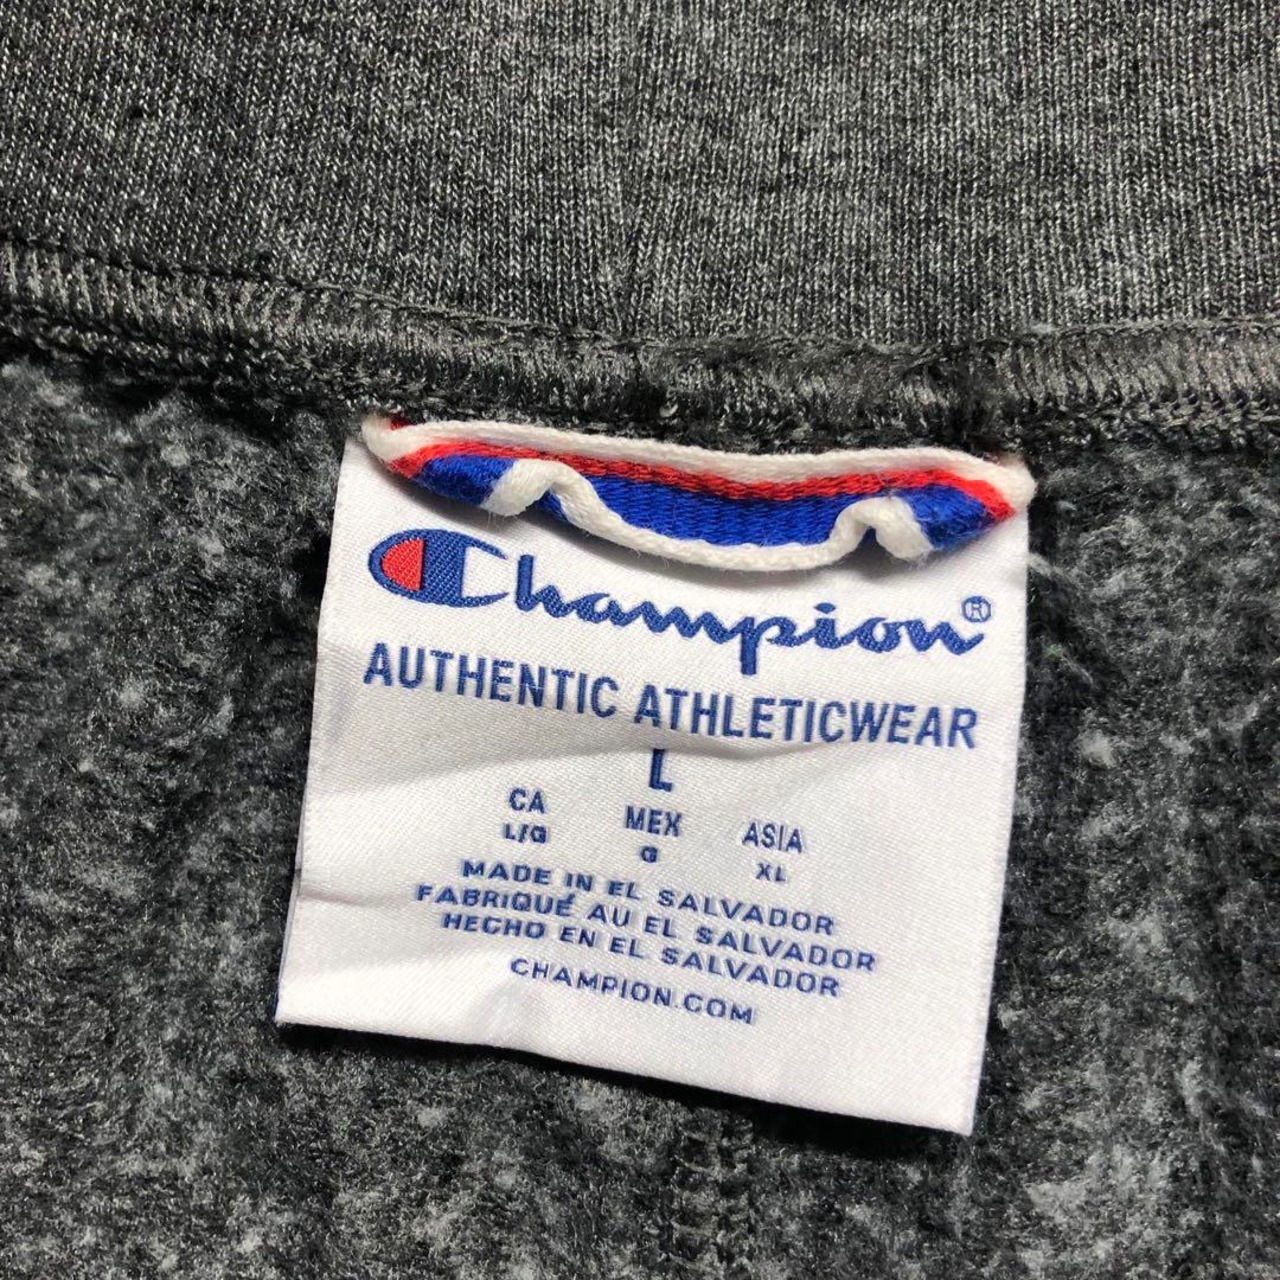 Champion®
AUTHENTIC ATHLETICWEAR
L
CA MEX ASIA
L/G G XL
MADE IN EL SALVADOR
FABRIQUÉ AU EL SALVADOR
HECHO EN EL SALVADOR
CHAMPION.COM